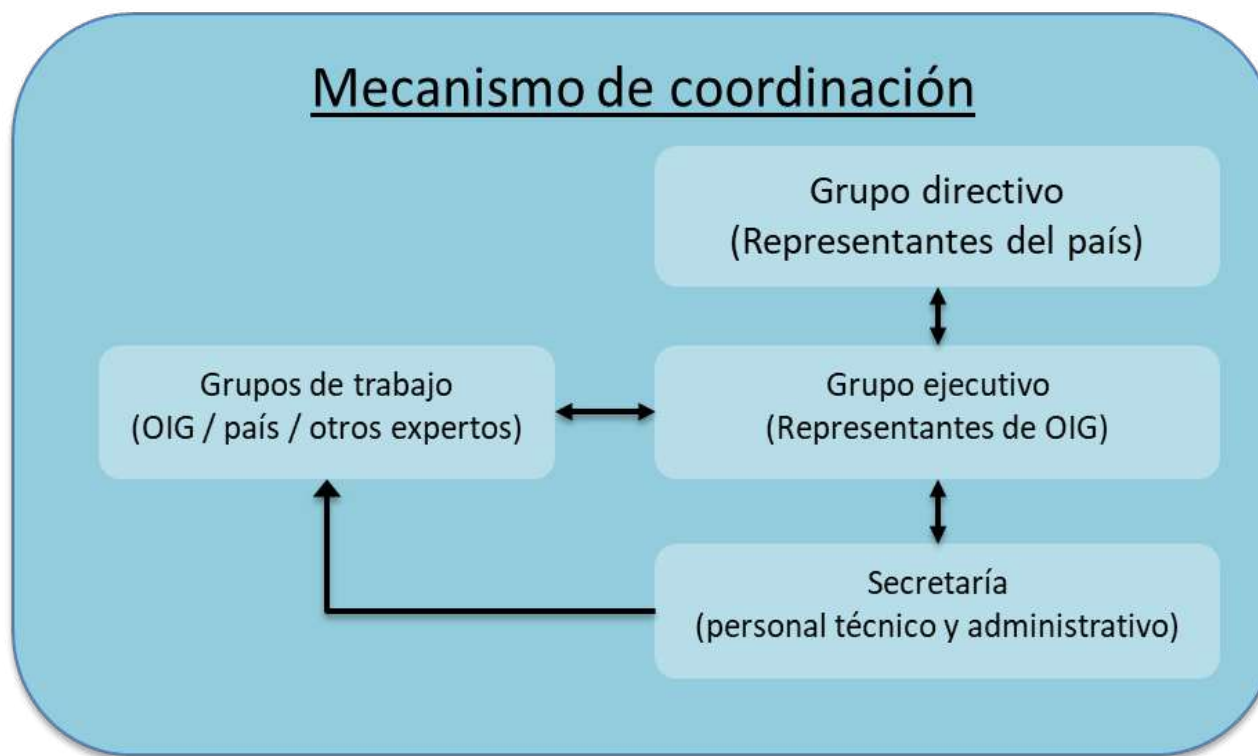 Mecanismo de coordinación
Grupo directivo
(Representantes del país)
Grupos de trabajo
(OIG / país / otros expertos)
Grupo ejecutivo
(Representantes de OIG)
Secretaría
(personal técnico y administrativo)